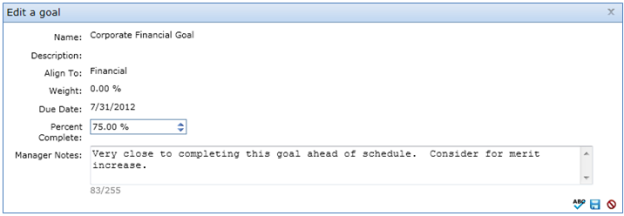 Edit a goal X
Name: Corporate Financial Goal
Description:
Align To: Financial
Weight: 0.00 %
Due Date: 7/31/2012
Percent
Complete: 75.00 %
Manager Notes: Very close to completing this goal ahead of schedule. Consider for merit
increase.
83/255
ABC